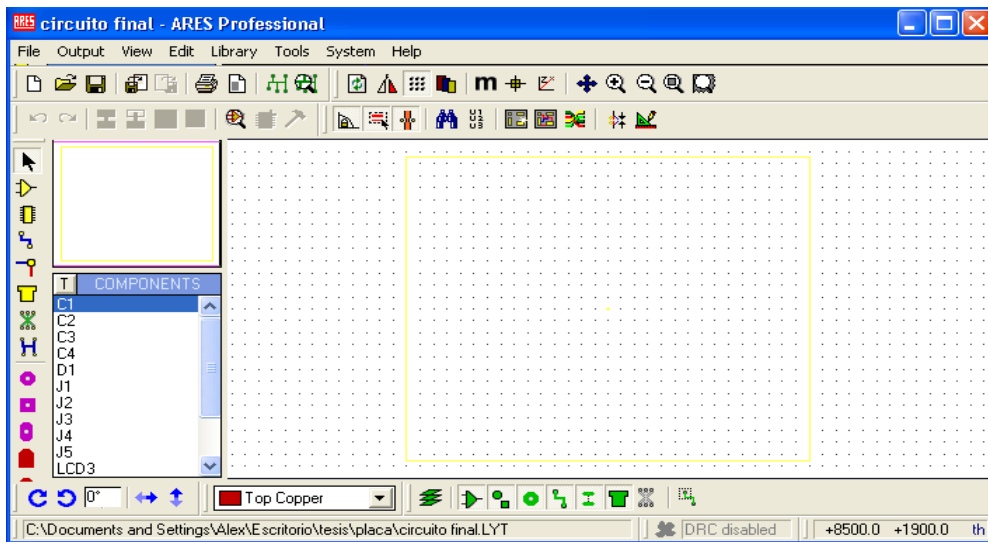 ARES circuito final - ARES Professional
File Output View Edit Library Tools System Help
m
U1
T COMPONENTS
C1
C2
C3
C4
D1
J1
J2
J3
J4
J5
LCD3
0° Top Copper
C:\Documents and Settings\Alex\Escritorio\tesis\placa\circuito final.LYT DRC disabled +8500.0 +1900.0 th